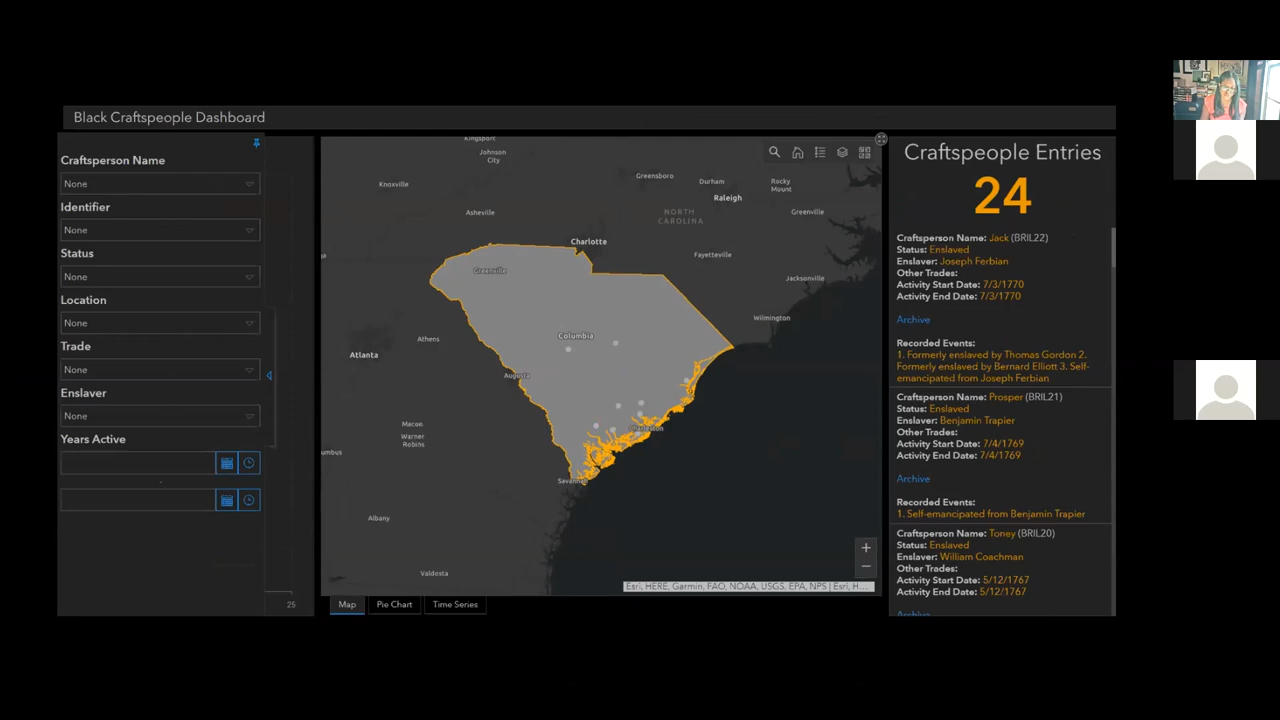 Black Craftspeople Dashboard
Craftsperson Name
None
Identifier
None
Status
None
Location
None
Trade
None
Enslaver
None
Years Active
-
25
Kingsport
Johnson
City
Knoxville
Greensboro
Durham
Rocky
Mount
Raleigh
Asheville
NORTH
CAROLINA
Greenville
Charlotte
Fayetteville
Greenville
Jacksonville
Wilmington
Columbia
Athens
Atlanta
Augusta
Macon
Warner
Robins
umbus
Charleston
Savannah
Albany
Valdosta
Esri, HERE, Garmin, FAO, NOAA, USGS, EPA, NPS | Esri, H...
Map
Pie Chart
Time Series
Craftspeople Entries
24
Craftsperson Name: Jack (BRIL22)
Status: Enslaved
Enslaver: Joseph Ferbian
Other Trades:
Activity Start Date: 7/3/1770
Activity End Date: 7/3/1770
Archive
Recorded Events:
1. Formerly enslaved by Thomas Gordon 2.
Formerly enslaved by Bernard Elliott 3. Self-
emancipated from Joseph Ferbian
Craftsperson Name: Prosper (BRIL21)
Status: Enslaved
Enslaver: Benjamin Trapier
Other Trades:
Activity Start Date: 7/4/1769
Activity End Date: 7/4/1769
Archive
Recorded Events:
1. Self-emancipated from Benjamin Trapier
Craftsperson Name: Toney (BRIL20)
Status: Enslaved
Enslaver: William Coachman
Other Trades:
Activity Start Date: 5/12/1767
Activity End Date: 5/12/1767
Archive